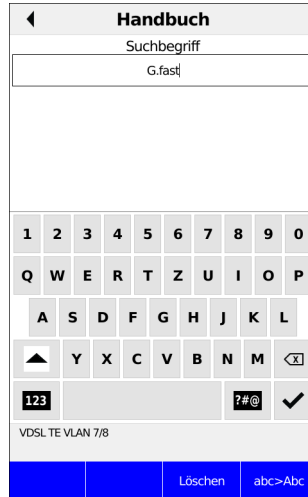 Handbuch
Suchbegriff
G.fast
1 2 3 4 5 6 7 8 9 0
Q W E R T Z U I O P
A S D F G H J K L
Y X C V B N M
123 ?#@
VDSL TE VLAN 7/8
Löschen abc>Abc